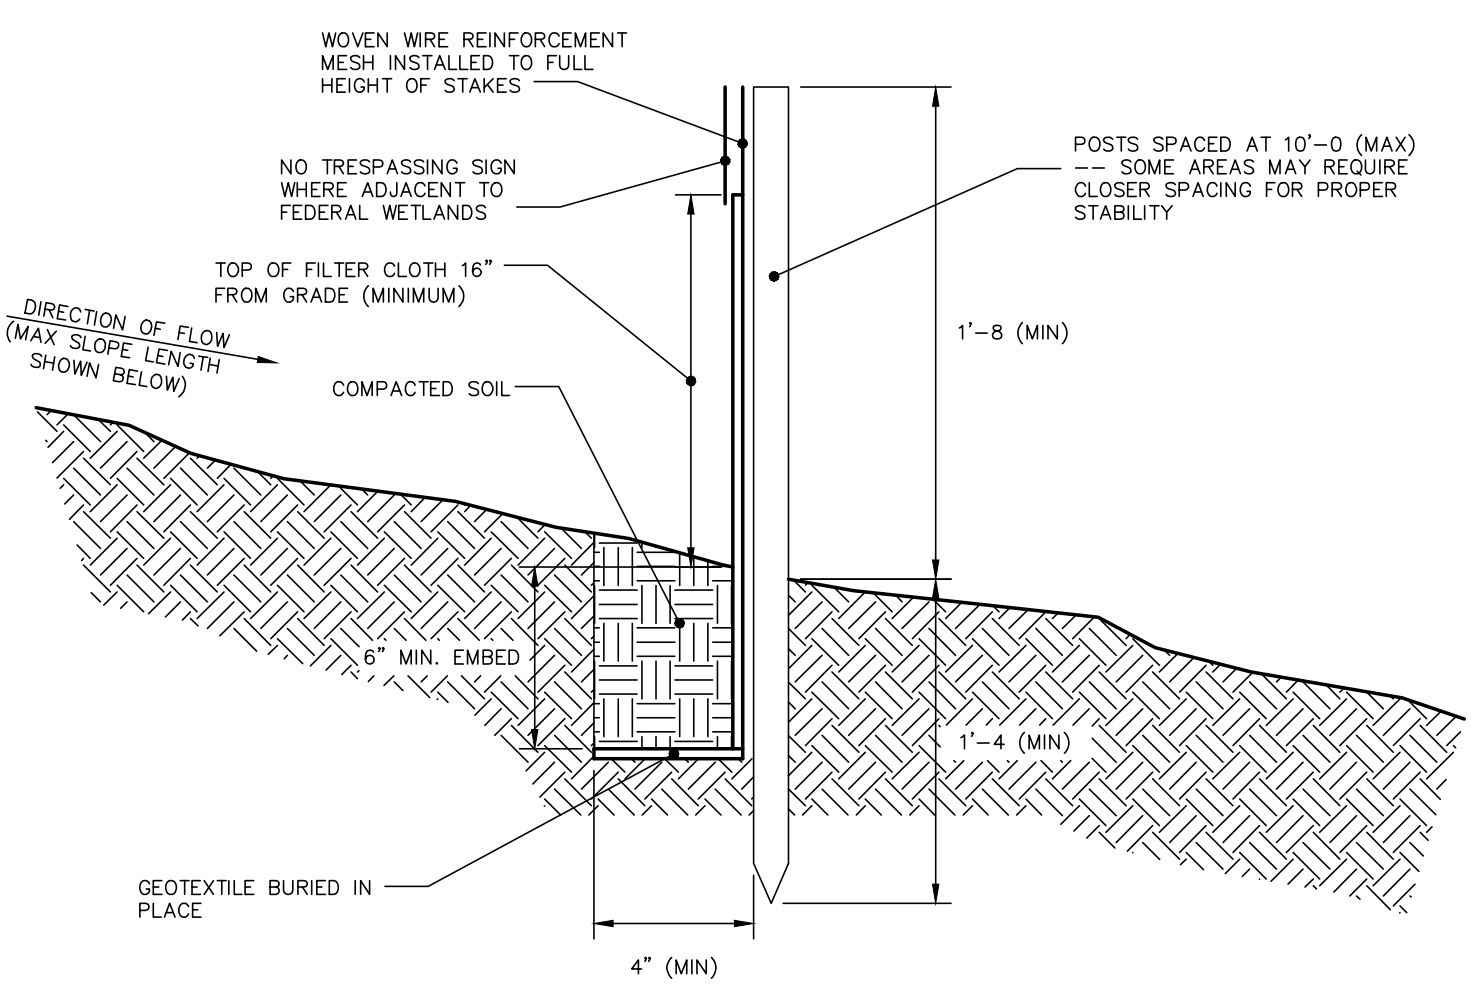 WOVEN WIRE REINFORCEMENT
MESH INSTALLED TO FULL
HEIGHT OF STAKES
NO TRESPASSING SIGN
WHERE ADJACENT TO
FEDERAL WETLANDS
POSTS SPACED AT 10'-0 (MAX)
-- SOME AREAS MAY REQUIRE
CLOSER SPACING FOR PROPER
STABILITY
TOP OF FILTER CLOTH 16"
FROM GRADE (MINIMUM)
DIRECTION OF FLOW
(MAX SLOPE LENGTH
SHOWN BELOW)
1'-8 (MIN)
COMPACTED SOIL
6" MIN. EMBED
1'-4 (MIN)
GEOTEXTILE BURIED IN
PLACE
4" (MIN)